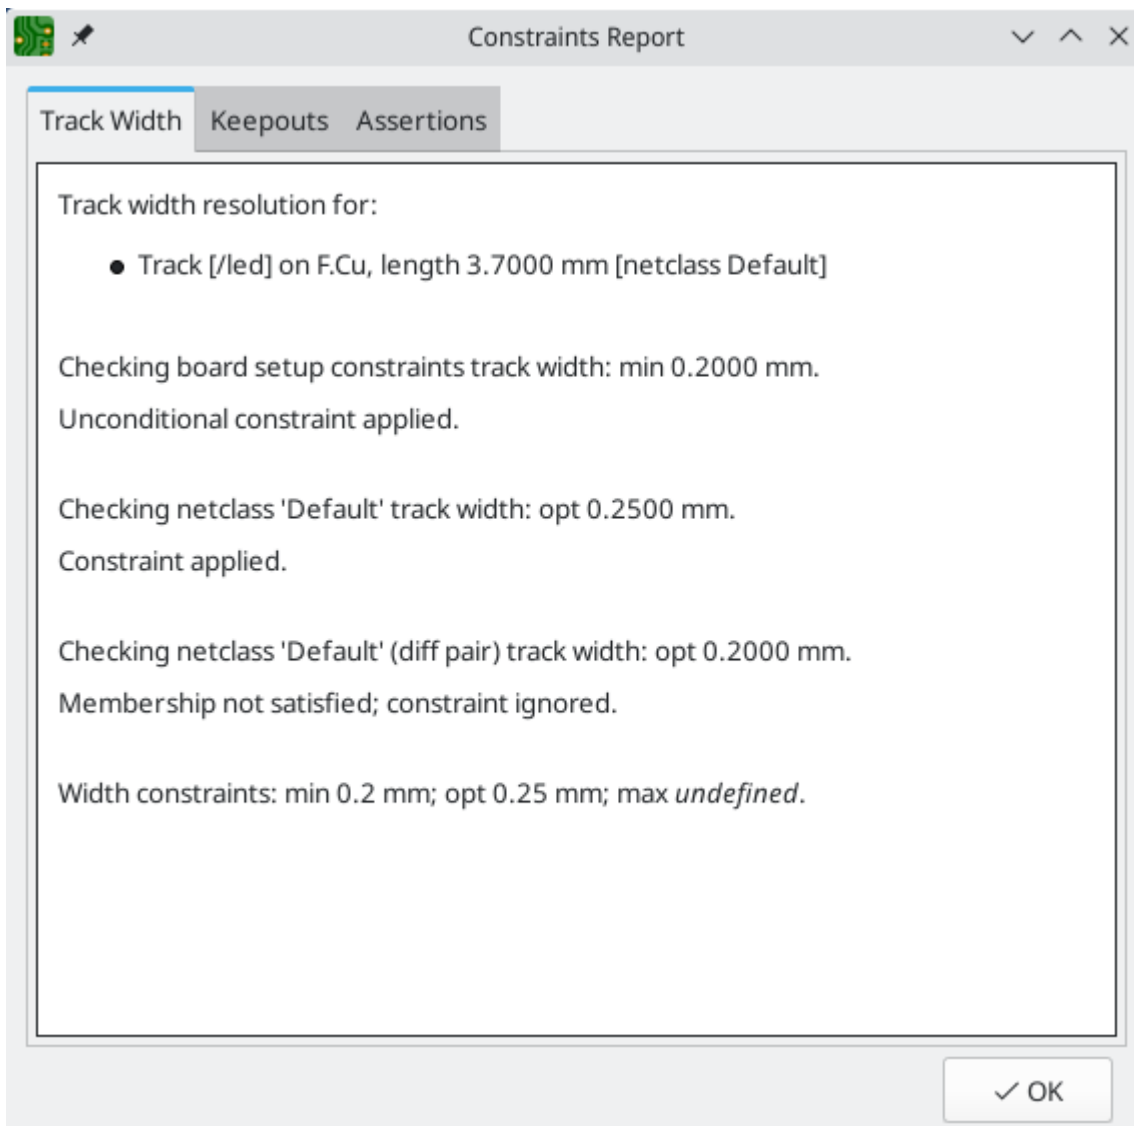 Constraints Report
Track Width Keepouts Assertions
Track width resolution for:
● Track [/led] on F.Cu, length 3.7000 mm [netclass Default]
Checking board setup constraints track width: min 0.2000 mm.
Unconditional constraint applied.
Checking netclass 'Default' track width: opt 0.2500 mm.
Constraint applied.
Checking netclass 'Default' (diff pair) track width: opt 0.2000 mm.
Membership not satisfied; constraint ignored.
Width constraints: min 0.2 mm; opt 0.25 mm; max undefined.
OK